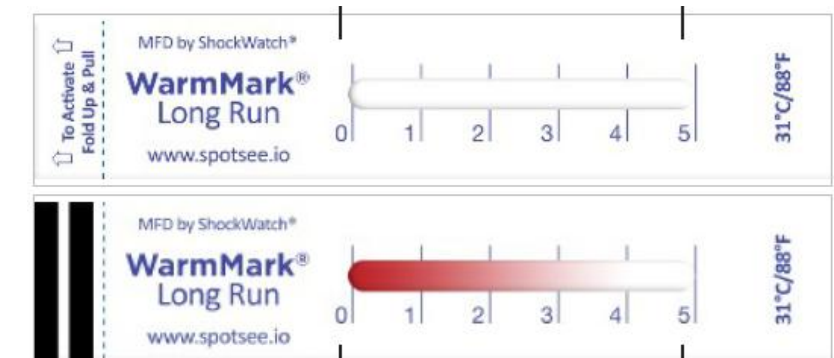 ⇧ To Activate ⇧
Fold Up & Pull
MFD by ShockWatch®
WarmMark®
Long Run
www.spotsee.io
0 1 2 3 4 5
31°C/88°F
MFD by ShockWatch®
WarmMark®
Long Run
www.spotsee.io
0 1 2 3 4 5
31°C/88°F